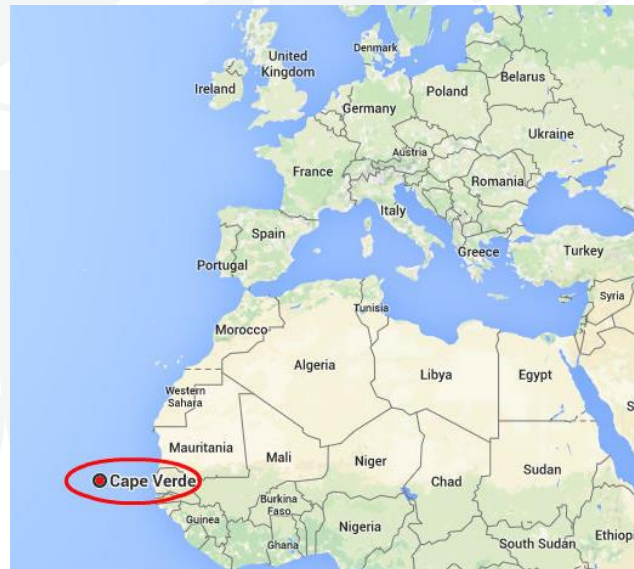 United
Kingdom
Denmark
Ireland
Belarus
Poland
Germany
Ukraine
Austria
France
Romania
Italy
Spain
Portugal
Greece
Turkey
Syria
Tunisia
Morocco
Algeria
Libya
Egypt
Western
Sahara
S
Mauritania
Mali
Niger
Chad
Sudan
Cape Verde
Burkina
Faso
Guinea
Nigeria
Ghana
South Sudan
Ethiop